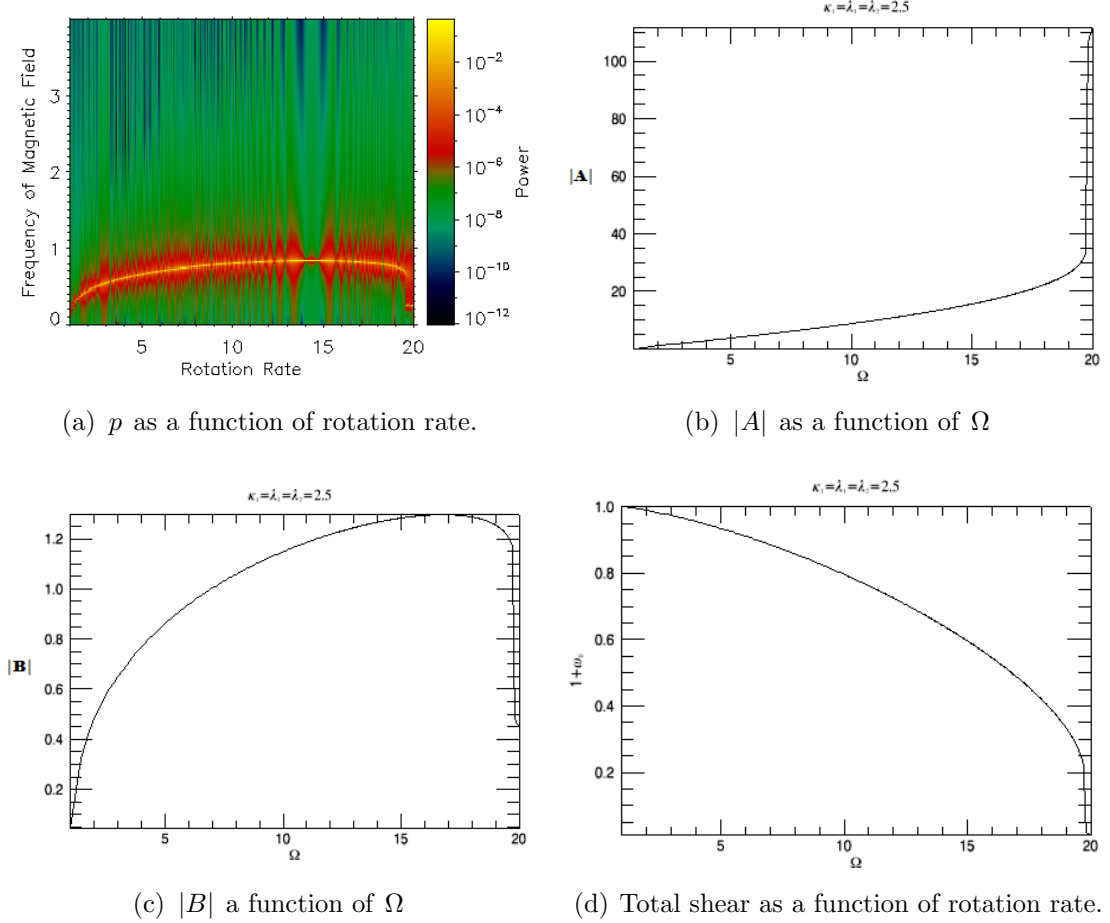 Frequency of Magnetic Field
3
2
1
0
5
10
15
20
Rotation Rate
10⁻²
10⁻⁴
10⁻⁶
10⁻⁸
10⁻¹⁰
10⁻¹²
Power
(a) p as a function of rotation rate.
κ₁=λ₁=λ₂=2.5
|A|
100
80
60
40
20
5
10
15
20
Ω
(b) |A| as a function of Ω
κ₁=λ₁=λ₂=2.5
|B|
1.2
1.0
0.8
0.6
0.4
0.2
5
10
15
20
Ω
(c) |B| a function of Ω
κ₁=λ₁=λ₂=2.5
1+ω₀
1.0
0.8
0.6
0.4
0.2
5
10
15
20
Ω
(d) Total shear as a function of rotation rate.